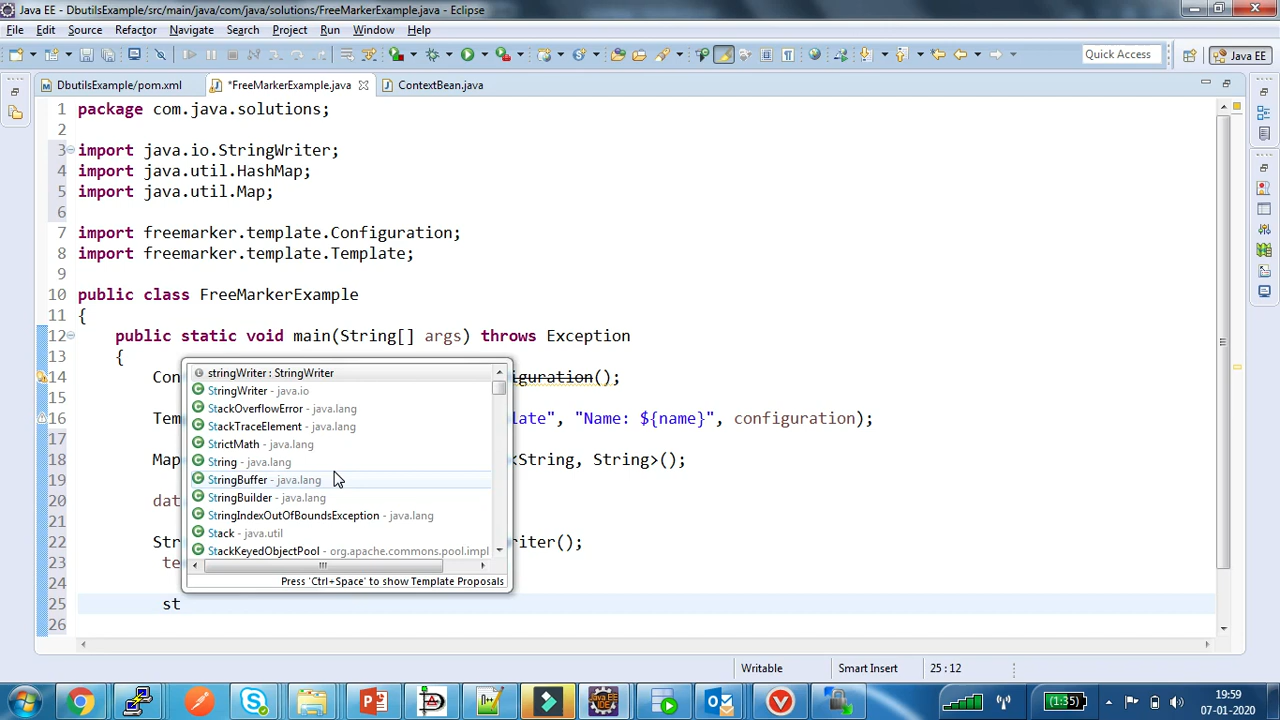 Java EE - DbutilsExample/src/main/java/com/java/solutions/FreeMarkerExample.java - Eclipse
File Edit Source Refactor Navigate Search Project Run Window Help
Quick Access Java EE
DbutilsExample/pom.xml *FreeMarkerExample.java ContextBean.java
1 package com.java.solutions;
2
3 import java.io.StringWriter;
4 import java.util.HashMap;
5 import java.util.Map;
6
7 import freemarker.template.Configuration;
8 import freemarker.template.Template;
9
10 public class FreeMarkerExample
11 {
12 public static void main(String[] args) throws Exception
13 {
14 Con iguration();
15
16 Tem late", "Name: ${name}", configuration);
17
18 Map <String, String>();
19
20 dat
21
22 Str riter();
23 te
24
25 st
26
stringWriter : StringWriter
StringWriter - java.io
StackOverflowError - java.lang
StackTraceElement - java.lang
StrictMath - java.lang
String - java.lang
StringBuffer - java.lang
StringBuilder - java.lang
StringIndexOutOfBoundsException - java.lang
Stack - java.util
StackKeyedObjectPool - org.apache.commons.pool.impl
Press 'Ctrl+Space' to show Template Proposals
Writable Smart Insert 25 : 12
(1:35)
19:59
07-01-2020